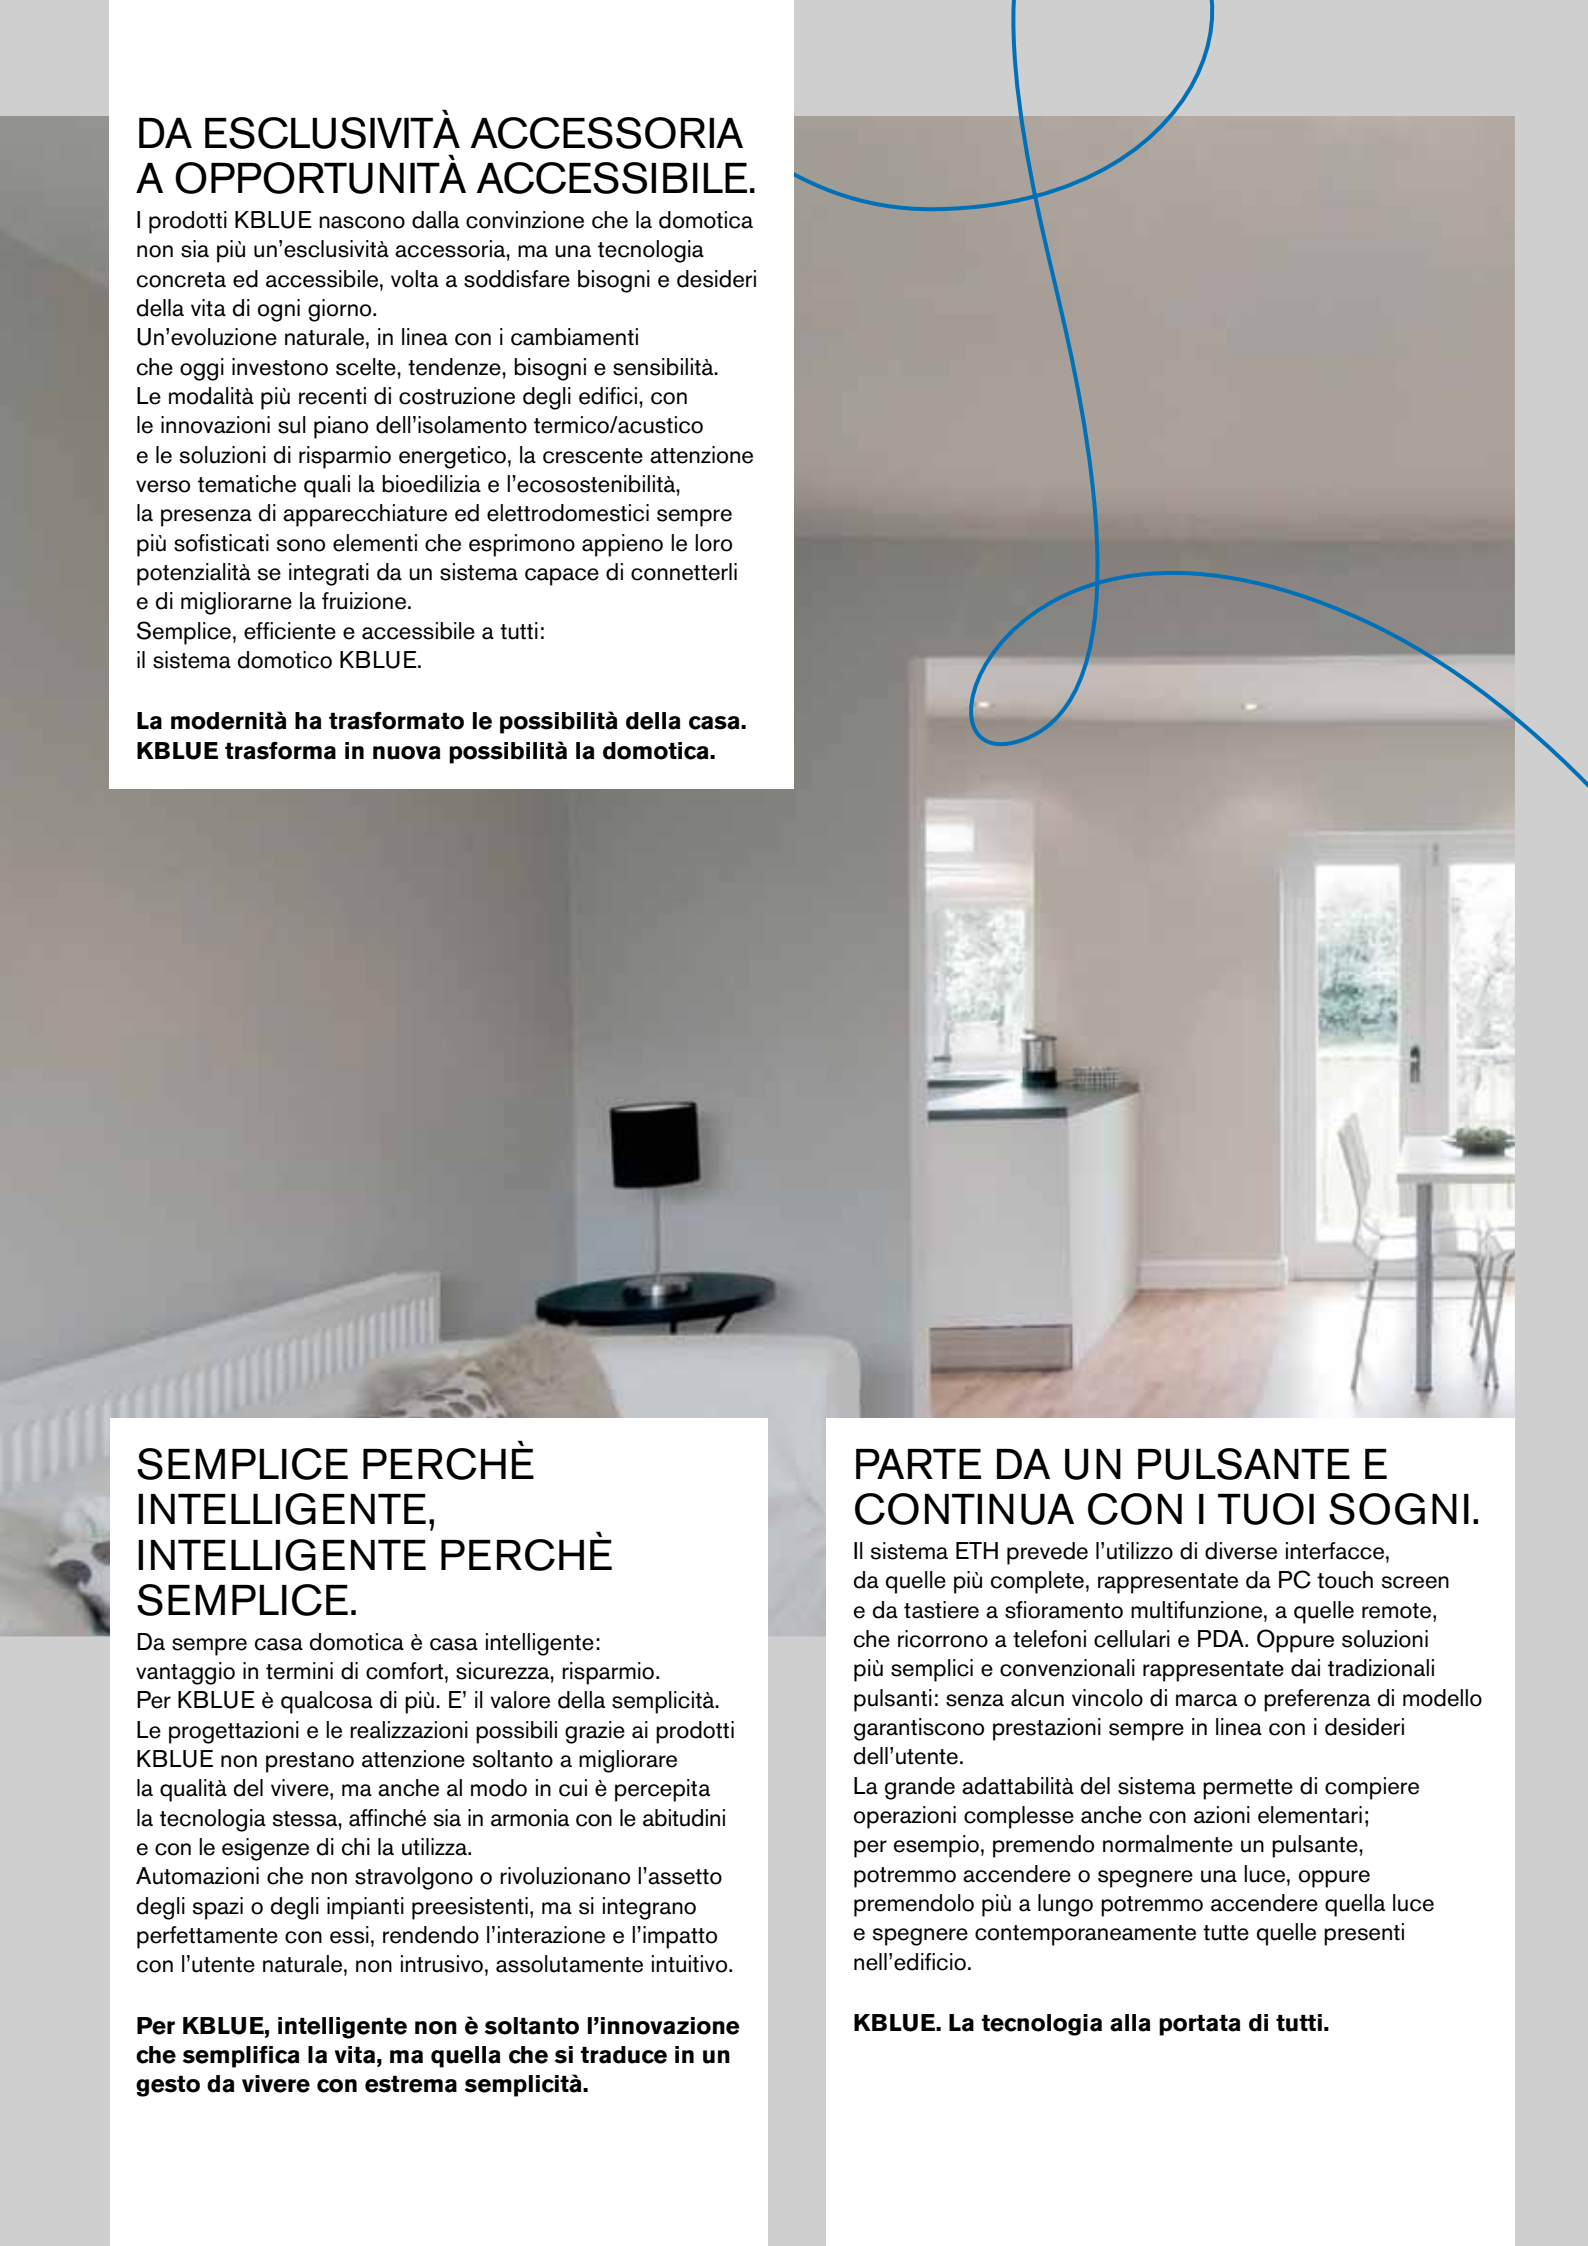 DA ESCLUSIVITÀ ACCESSORIA
A OPPORTUNITÀ ACCESSIBILE.
I prodotti KBLUE nascono dalla convinzione che la domotica
non sia più un’esclusività accessoria, ma una tecnologia
concreta ed accessibile, volta a soddisfare bisogni e desideri
della vita di ogni giorno.
Un’evoluzione naturale, in linea con i cambiamenti
che oggi investono scelte, tendenze, bisogni e sensibilità.
Le modalità più recenti di costruzione degli edifici, con
le innovazioni sul piano dell’isolamento termico/acustico
e le soluzioni di risparmio energetico, la crescente attenzione
verso tematiche quali la bioedilizia e l’ecosostenibilità,
la presenza di apparecchiature ed elettrodomestici sempre
più sofisticati sono elementi che esprimono appieno le loro
potenzialità se integrati da un sistema capace di connetterli
e di migliorarne la fruizione.
Semplice, efficiente e accessibile a tutti:
il sistema domotico KBLUE.
La modernità ha trasformato le possibilità della casa.
KBLUE trasforma in nuova possibilità la domotica.
SEMPLICE PERCHÈ
INTELLIGENTE,
INTELLIGENTE PERCHÈ
SEMPLICE.
Da sempre casa domotica è casa intelligente:
vantaggio in termini di comfort, sicurezza, risparmio.
Per KBLUE è qualcosa di più. E’ il valore della semplicità.
Le progettazioni e le realizzazioni possibili grazie ai prodotti
KBLUE non prestano attenzione soltanto a migliorare
la qualità del vivere, ma anche al modo in cui è percepita
la tecnologia stessa, affinché sia in armonia con le abitudini
e con le esigenze di chi la utilizza.
Automazioni che non stravolgono o rivoluzionano l’assetto
degli spazi o degli impianti preesistenti, ma si integrano
perfettamente con essi, rendendo l’interazione e l’impatto
con l’utente naturale, non intrusivo, assolutamente intuitivo.
Per KBLUE, intelligente non è soltanto l’innovazione
che semplifica la vita, ma quella che si traduce in un
gesto da vivere con estrema semplicità.
PARTE DA UN PULSANTE E
CONTINUA CON I TUOI SOGNI.
Il sistema ETH prevede l’utilizzo di diverse interfacce,
da quelle più complete, rappresentate da PC touch screen
e da tastiere a sfioramento multifunzione, a quelle remote,
che ricorrono a telefoni cellulari e PDA. Oppure soluzioni
più semplici e convenzionali rappresentate dai tradizionali
pulsanti: senza alcun vincolo di marca o preferenza di modello
garantiscono prestazioni sempre in linea con i desideri
dell’utente.
La grande adattabilità del sistema permette di compiere
operazioni complesse anche con azioni elementari;
per esempio, premendo normalmente un pulsante,
potremmo accendere o spegnere una luce, oppure
premendolo più a lungo potremmo accendere quella luce
e spegnere contemporaneamente tutte quelle presenti
nell’edificio.
KBLUE. La tecnologia alla portata di tutti.